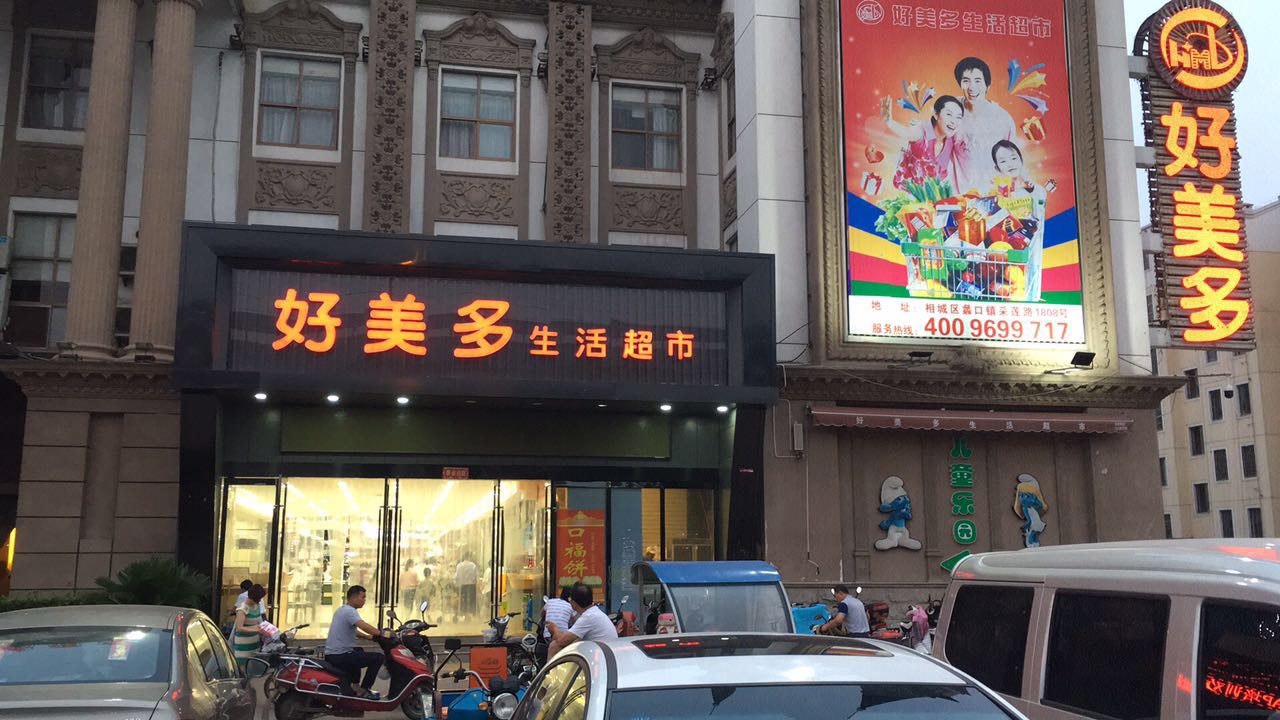 好美多生活超市
HML
好美多
地 址：相城区蠡口镇采莲路1808号
服务热线：400 9699 717
好美多生活超市
好美多生活超市
儿童乐园
口福饼